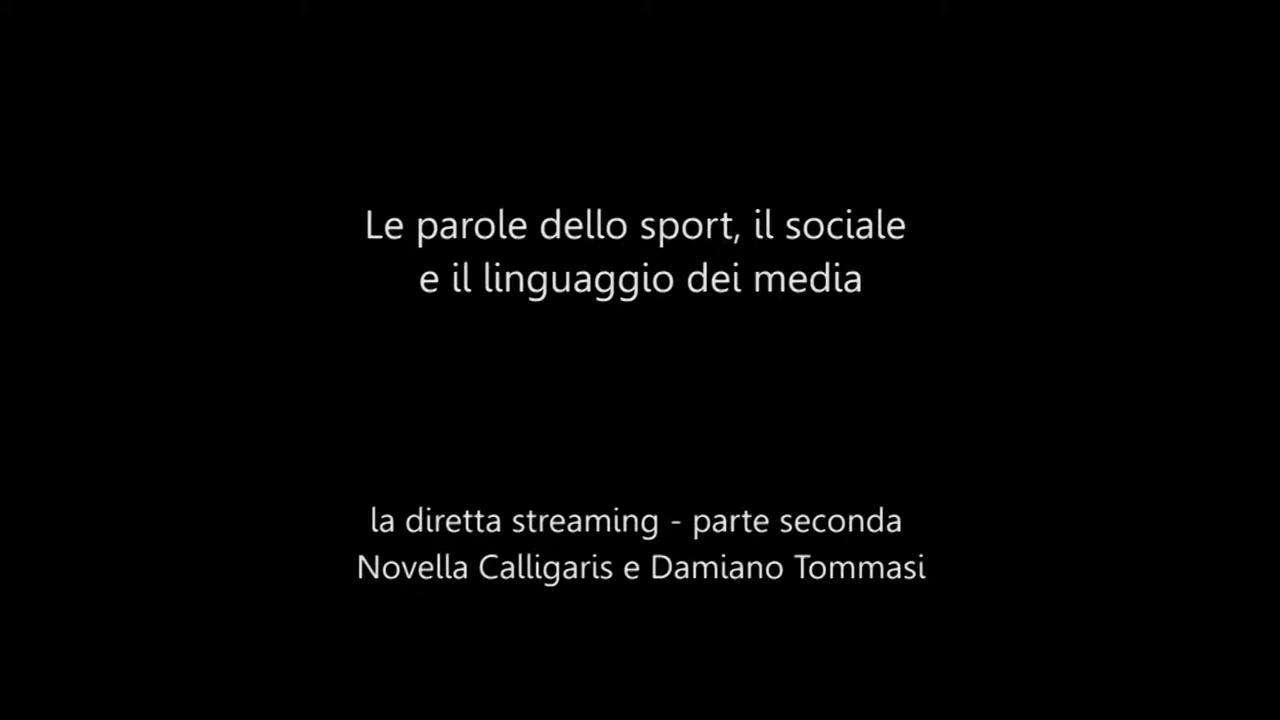 Le parole dello sport, il sociale
e il linguaggio dei media
la diretta streaming - parte seconda
Novella Calligaris e Damiano Tommasi